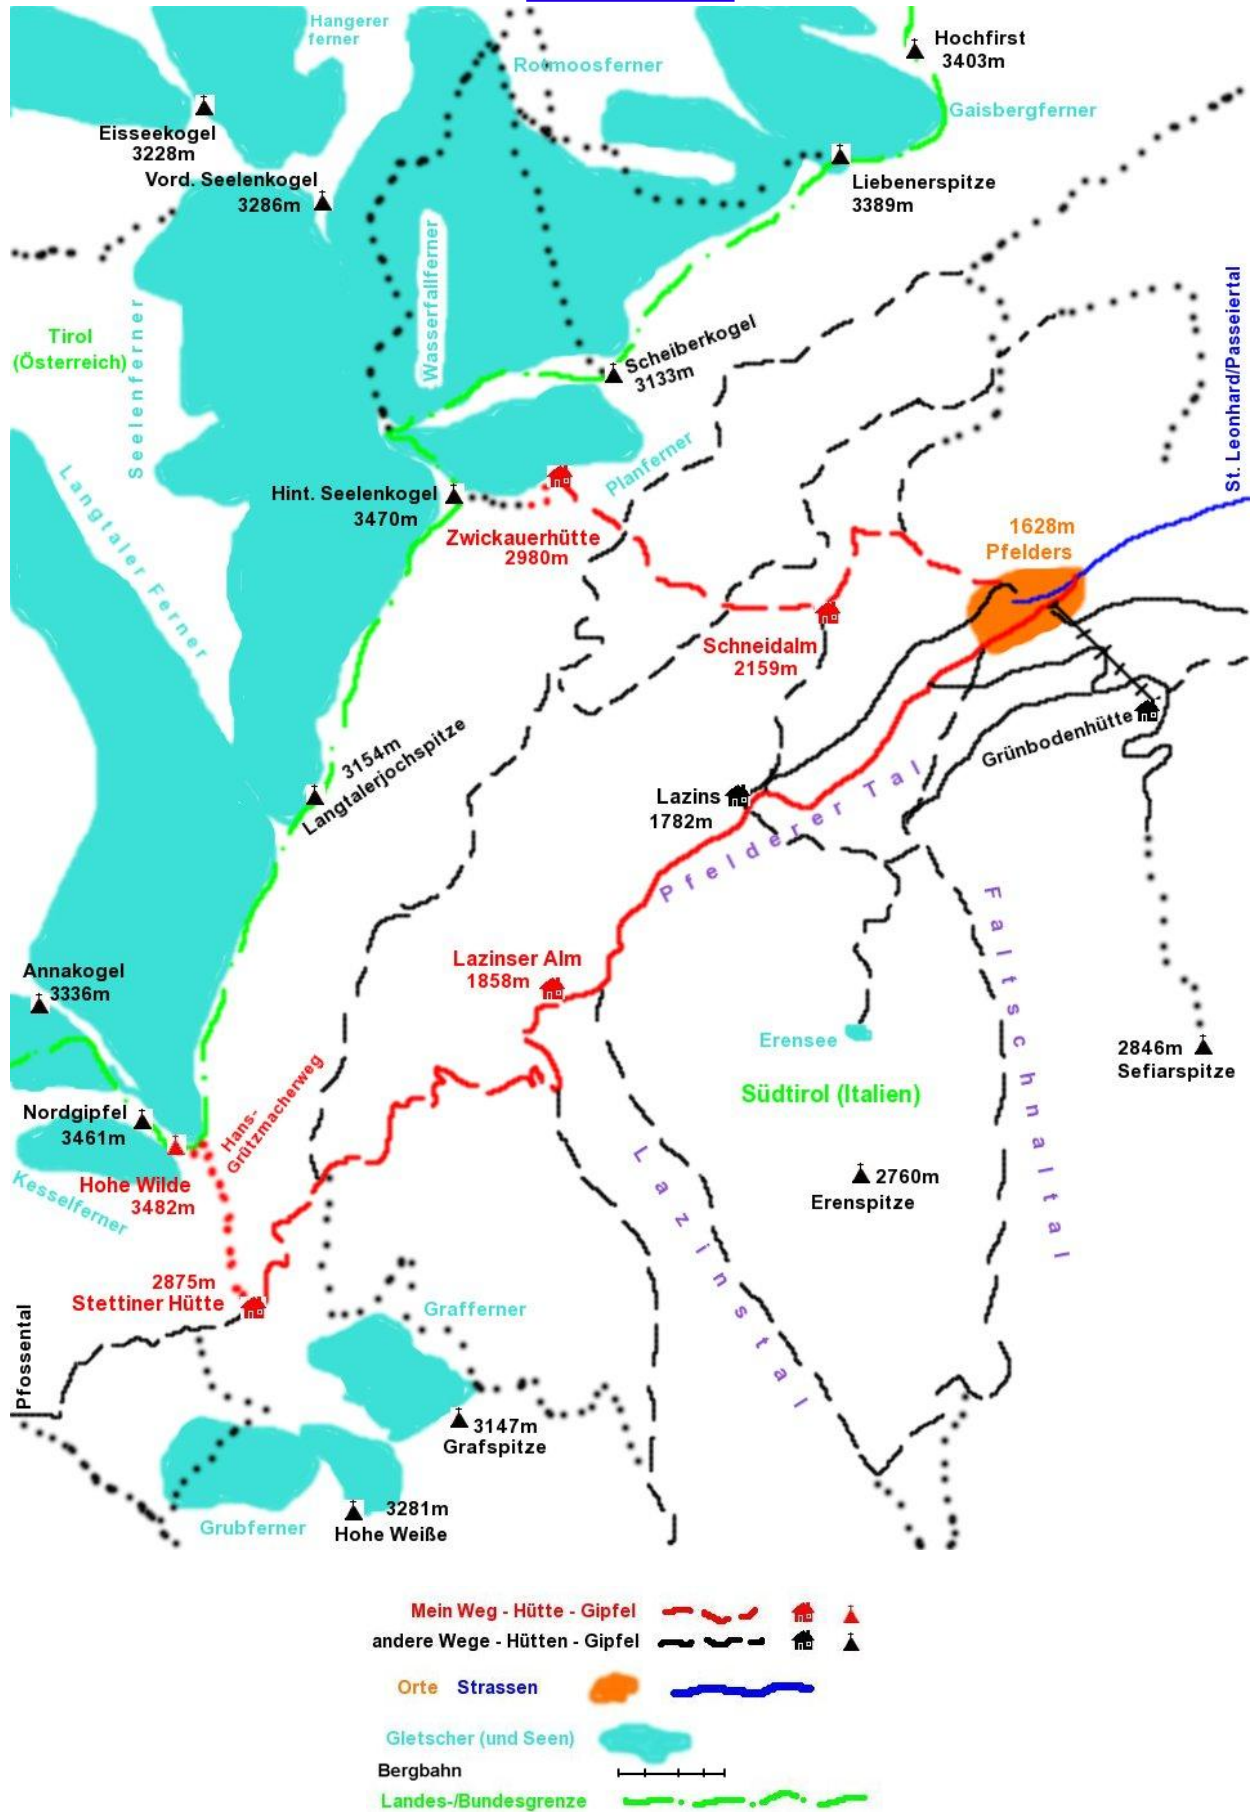 Hangerer
ferner
Hochfirst
3403m
Rotmoosferner
Gaisbergferner
Eisseekogel
3228m
Vord. Seelenkogel
3286m
Liebenerspitze
3389m
Wasserfallferner
Seelenferner
Tirol
(Österreich)
St. Leonhard/Passeiertal
Scheiberkogel
3133m
Planferner
Langtaler Ferner
Hint. Seelenkogel
3470m
Zwickauerhütte
2980m
1628m
Pfelders
Schneidalm
2159m
Grünbodenhütte
3154m
Langtalerjochspitze
Lazins
1782m
Pfelderer Tal
Faltschnaltal
Annakogel
3336m
Lazinser Alm
1858m
Erensee
2846m
Sefiarspitze
Südtirol (Italien)
Nordgipfel
3461m
Hans-
Grützmacherweg
Hohe Wilde
3482m
Kesselferner
Lazinstal
2760m
Erenspitze
2875m
Stettiner Hütte
Grafferner
Pfossental
3147m
Grafspitze
Grubferner
3281m
Hohe Weiße
Mein Weg - Hütte - Gipfel
andere Wege - Hütten - Gipfel
Orte Strassen
Gletscher (und Seen)
Bergbahn
Landes-/Bundesgrenze